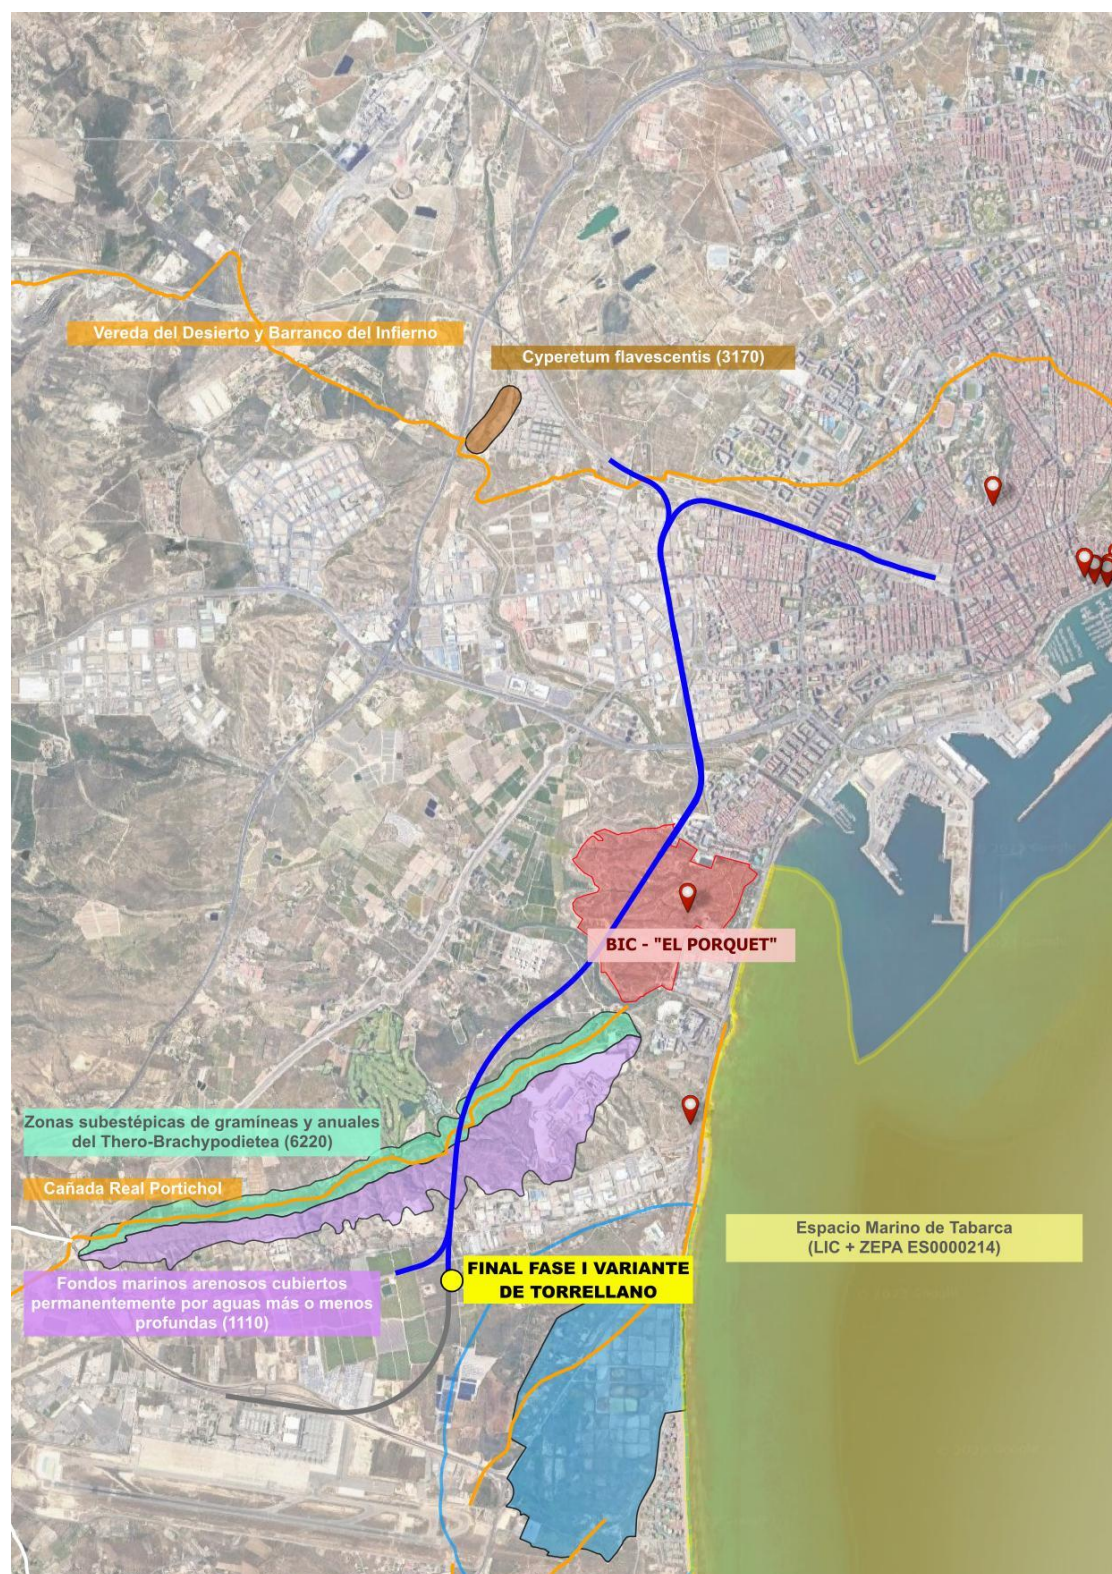 Vereda del Desierto y Barranco del Infierno
Cyperetum flavescentis (3170)
BIC - "EL PORQUET"
Zonas subestépicas de gramíneas y anuales
del Thero-Brachypodietea (6220)
Cañada Real Portichol
Espacio Marino de Tabarca
(LIC + ZEPA ES0000214)
Fondos marinos arenosos cubiertos
permanentemente por aguas más o menos
profundas (1110)
FINAL FASE I VARIANTE
DE TORRELLANO